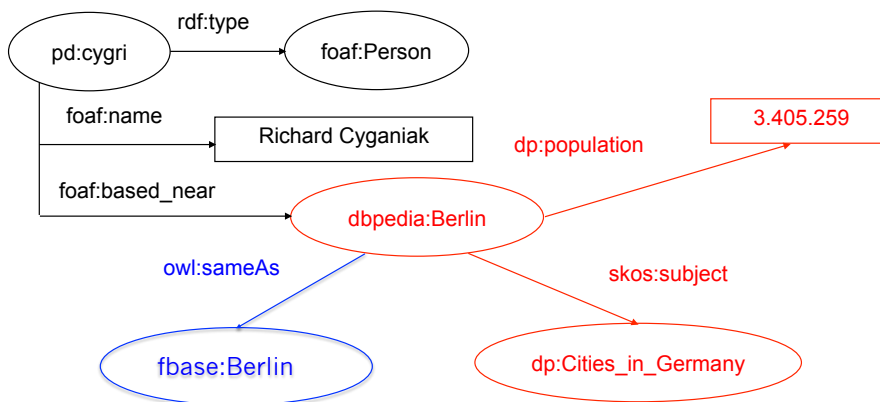 rdf:type
pd:cygri
foaf:Person
foaf:name
Richard Cyganiak
3.405.259
dp:population
foaf:based_near
dbpedia:Berlin
owl:sameAs
skos:subject
fbase:Berlin
dp:Cities_in_Germany